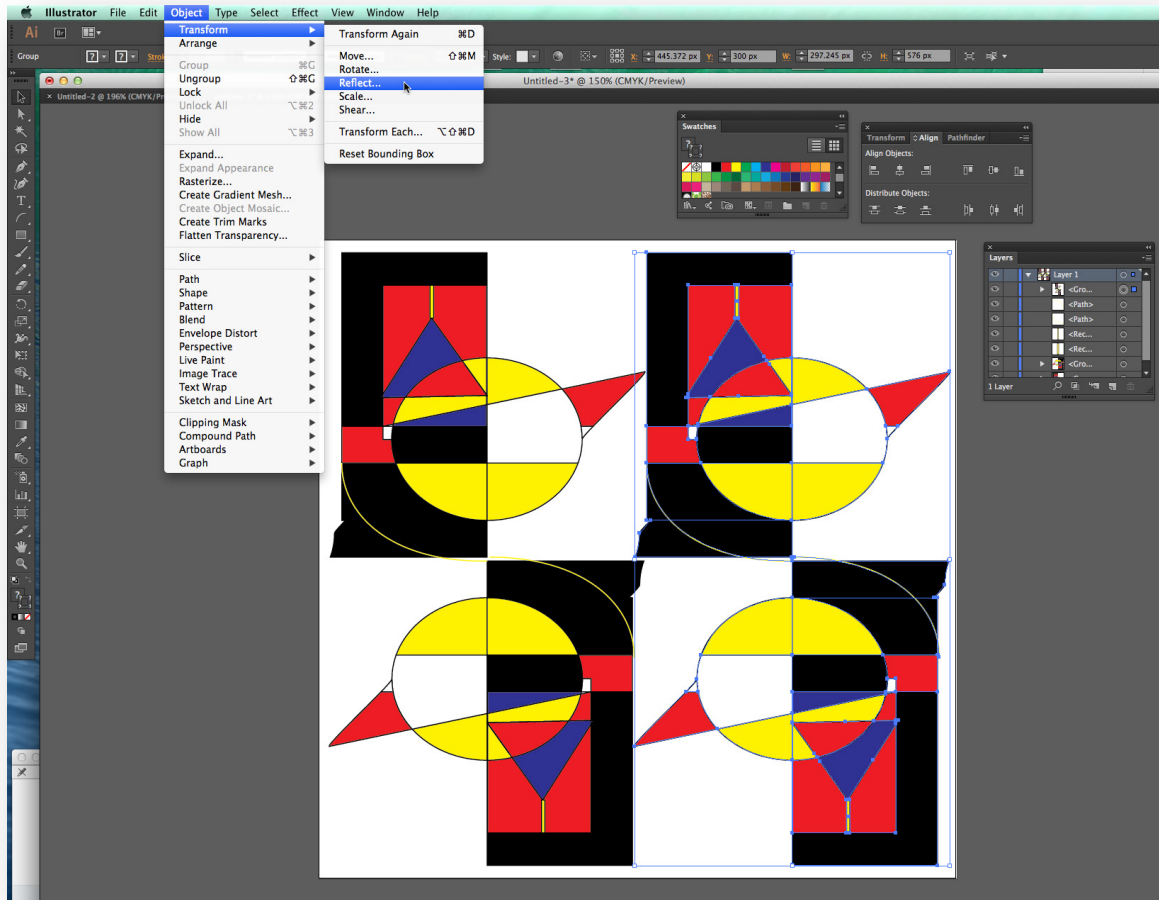 Illustrator File Edit Object Type Select Effect View Window Help
Ai Br
Group ? ? Style: X: 445.372 px Y: 300 px W: 297.245 px H: 576 px
Untitled-3* @ 150% (CMYK/Preview)
× Untitled-2 @ 196%
Transform
Arrange
Group ⌘G
Ungroup ⇧⌘G
Lock
Unlock All ⌥⌘2
Hide
Show All ⌥⌘3
Expand...
Expand Appearance
Rasterize...
Create Gradient Mesh...
Create Object Mosaic...
Create Trim Marks
Flatten Transparency...
Slice
Path
Shape
Pattern
Blend
Envelope Distort
Perspective
Live Paint
Image Trace
Text Wrap
Sketch and Line Art
Clipping Mask
Compound Path
Artboards
Graph
Transform Again ⌘D
Move... ⇧⌘M
Rotate...
Reflect...
Scale...
Shear...
Transform Each... ⌥⇧⌘D
Reset Bounding Box
Swatches
Transform Align Pathfinder
Align Objects:
Distribute Objects:
Layers
Layer 1
<Gro...
<Path>
<Path>
<Rec...
<Rec...
<Gro...
1 Layer